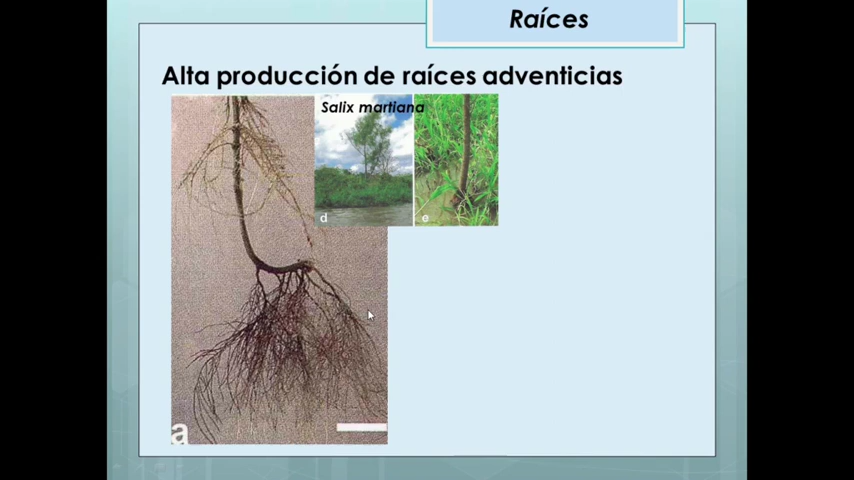 Raíces
Alta producción de raíces adventicias
Salix martiana
d
e
a